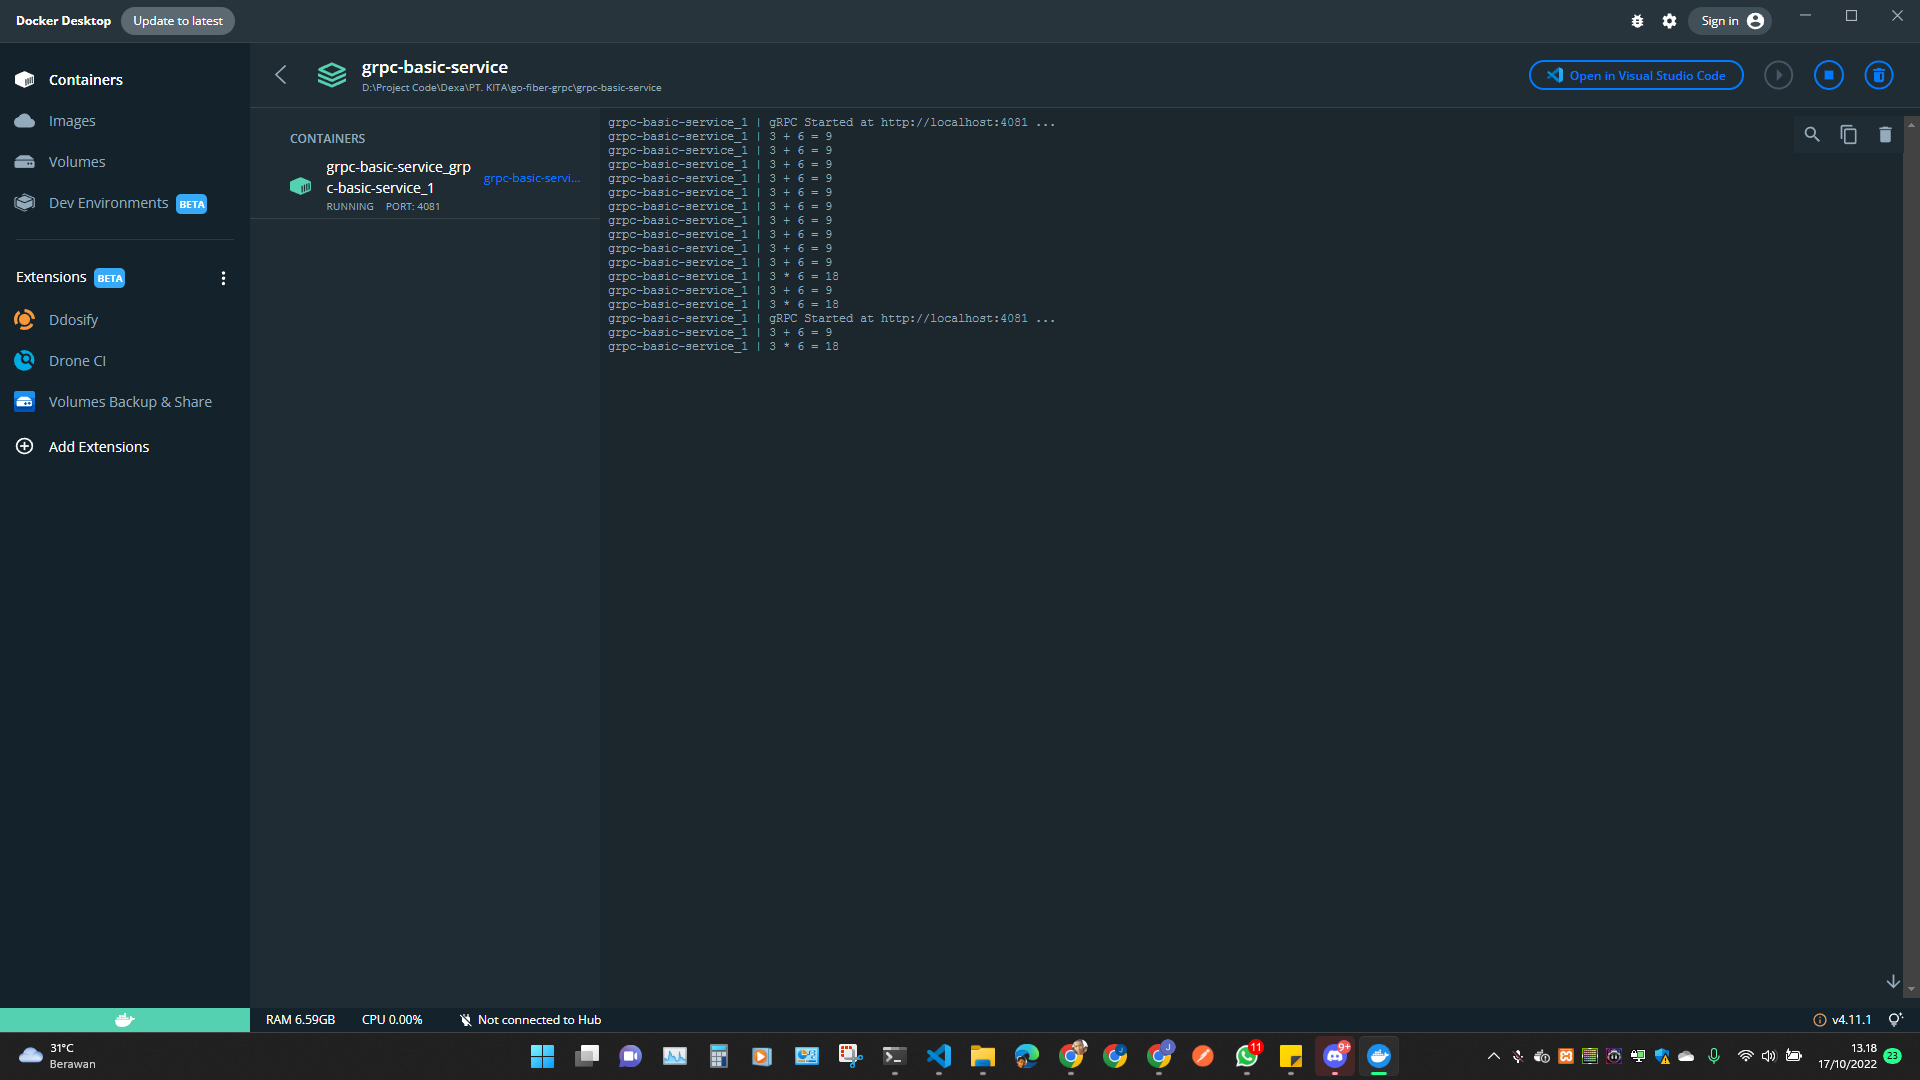 Docker Desktop
Update to latest
Sign in
Containers
Images
Volumes
Dev Environments BETA
Extensions BETA
Ddosify
Drone CI
Volumes Backup & Share
Add Extensions
grpc-basic-service
D:\Project Code\Dexa\PT. KITA\go-fiber-grpc\grpc-basic-service
Open in Visual Studio Code
CONTAINERS
grpc-basic-service_grp
c-basic-service_1
grpc-basic-servi...
RUNNING PORT: 4081
grpc-basic-service_1 | gRPC Started at http://localhost:4081 ...
grpc-basic-service_1 | 3 + 6 = 9
grpc-basic-service_1 | 3 + 6 = 9
grpc-basic-service_1 | 3 + 6 = 9
grpc-basic-service_1 | 3 + 6 = 9
grpc-basic-service_1 | 3 + 6 = 9
grpc-basic-service_1 | 3 + 6 = 9
grpc-basic-service_1 | 3 + 6 = 9
grpc-basic-service_1 | 3 + 6 = 9
grpc-basic-service_1 | 3 + 6 = 9
grpc-basic-service_1 | 3 + 6 = 9
grpc-basic-service_1 | 3 * 6 = 18
grpc-basic-service_1 | 3 + 6 = 9
grpc-basic-service_1 | 3 * 6 = 18
grpc-basic-service_1 | gRPC Started at http://localhost:4081 ...
grpc-basic-service_1 | 3 + 6 = 9
grpc-basic-service_1 | 3 * 6 = 18
RAM 6.59GB CPU 0.00% Not connected to Hub
v4.11.1
31°C
Berawan
J
J
11
9+
13.18
17/10/2022
23